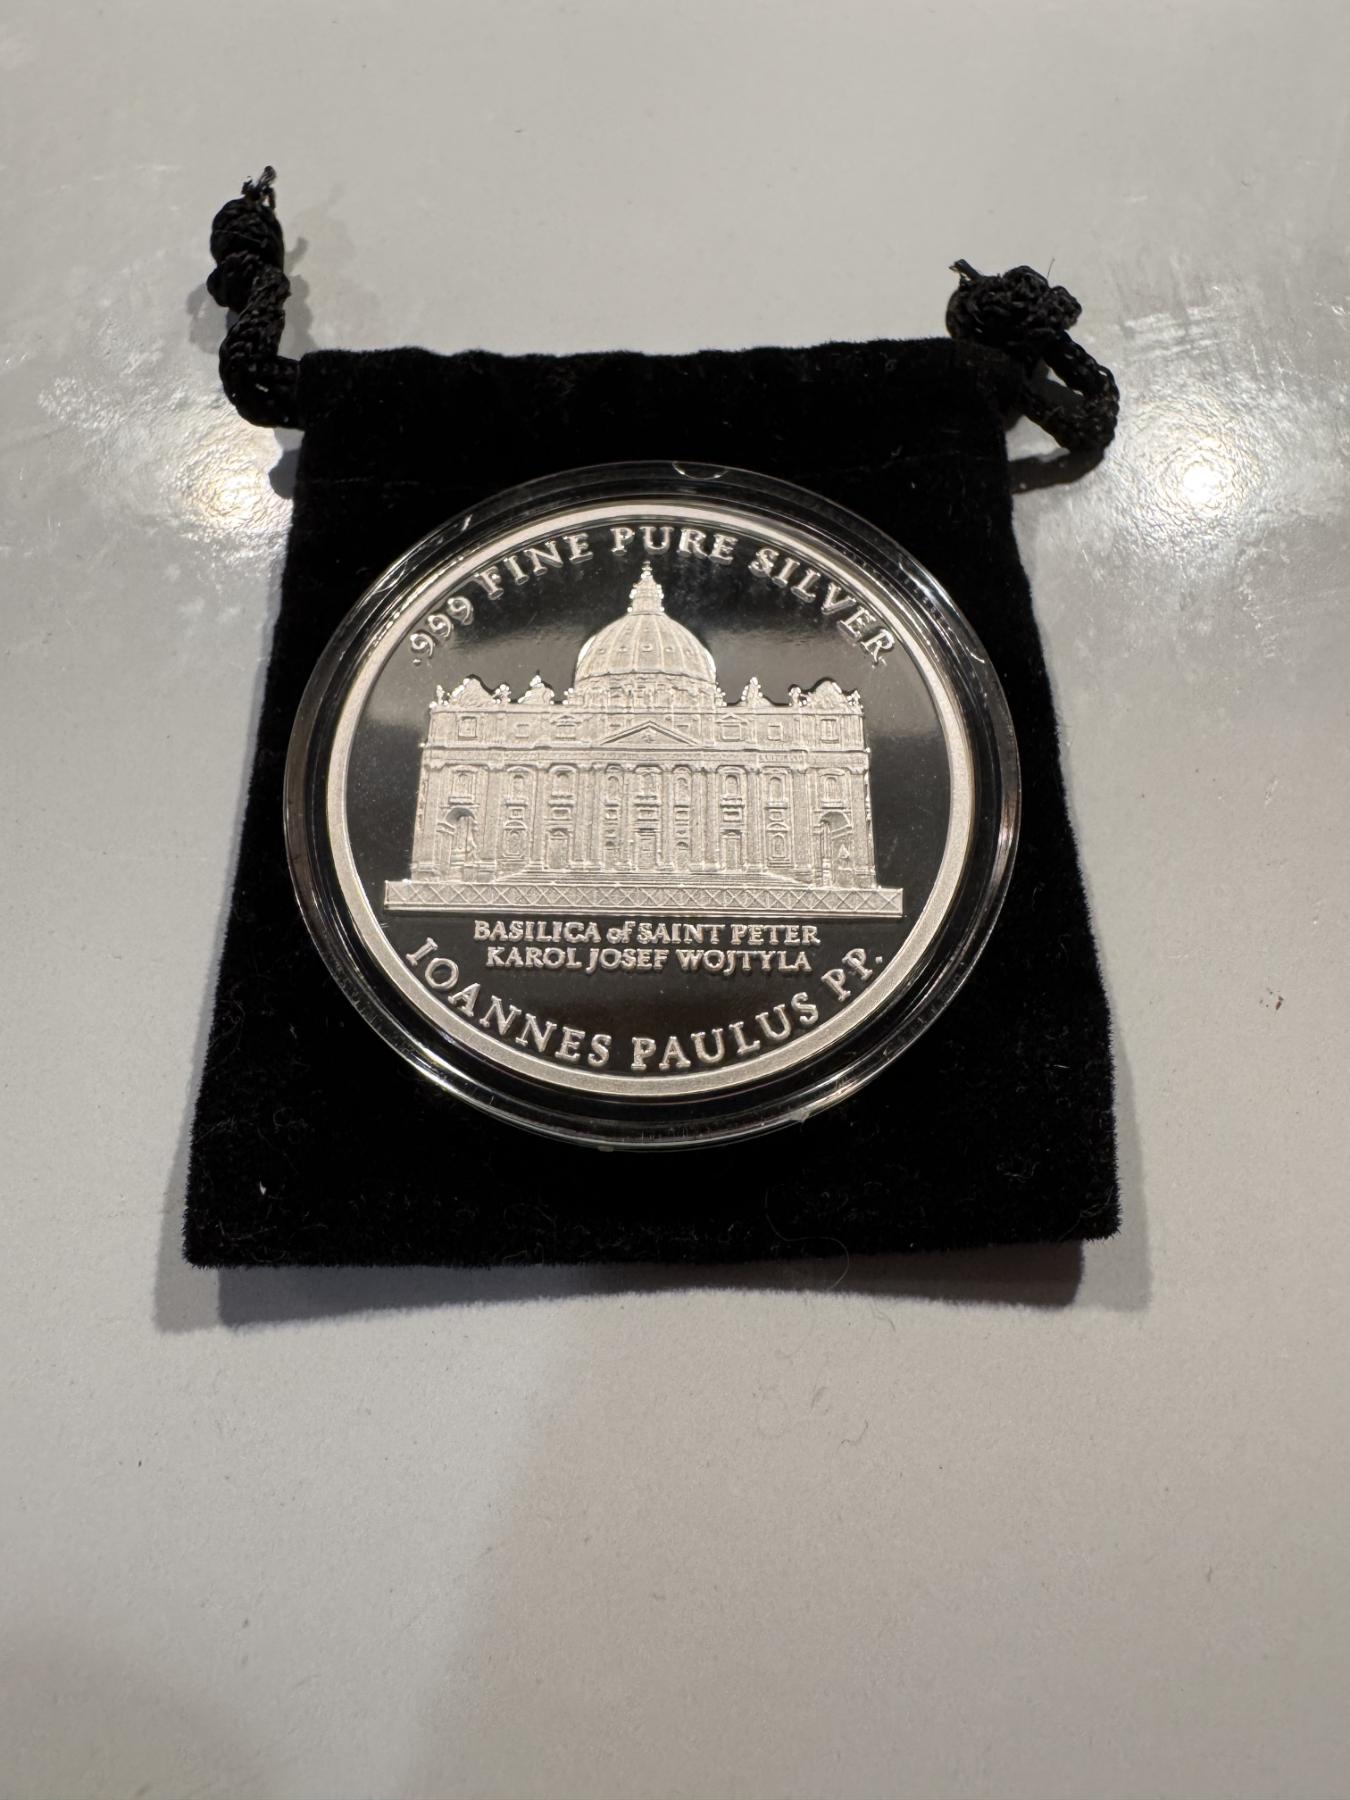 .999 FINE PURE SILVER
BASILICA of SAINT PETER
KAROL JOSEF WOJTYLA
IOANNES PAULUS PP.